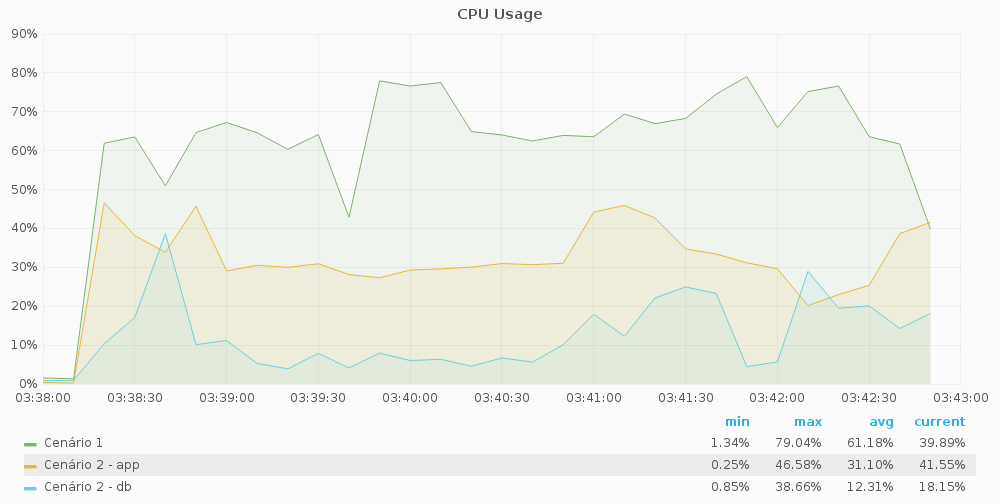 CPU Usage
90%
80%
70%
60%
50%
40%
30%
20%
10%
0%
03:38:00 03:38:30 03:39:00 03:39:30 03:40:00 03:40:30 03:41:00 03:41:30 03:42:00 03:42:30 03:43:00
min max avg current
Cenário 1 1.34% 79.04% 61.18% 39.89%
Cenário 2 - app 0.25% 46.58% 31.10% 41.55%
Cenário 2 - db 0.85% 38.66% 12.31% 18.15%